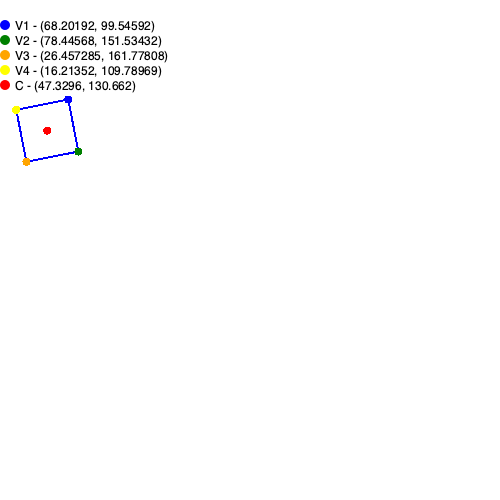 V1 - (68.20192, 99.54592)
V2 - (78.44568, 151.53432)
V3 - (26.457285, 161.77808)
V4 - (16.21352, 109.78969)
C - (47.3296, 130.662)